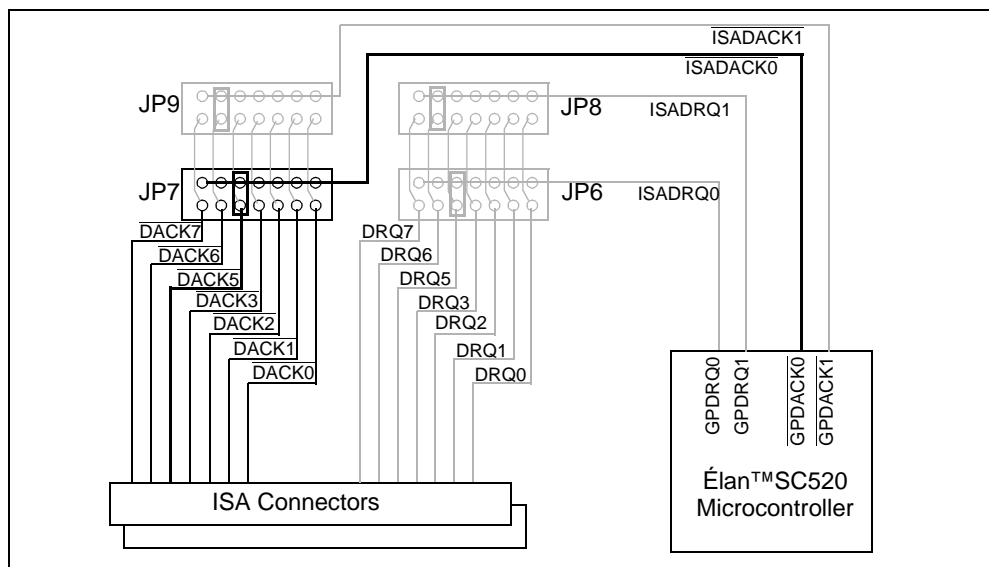 ISADACK1
ISADACK0
JP9
JP8
ISADRQ1
JP7
JP6
ISADRQ0
DACK7
DRQ7
DACK6
DRQ6
DACK5
DRQ5
DACK3
DRQ3
DACK2
DRQ2
DACK1
DRQ1
DACK0
DRQ0
GPDRQ0
GPDRQ1
GPDACK0
GPDACK1
Élan™SC520
Microcontroller
ISA Connectors